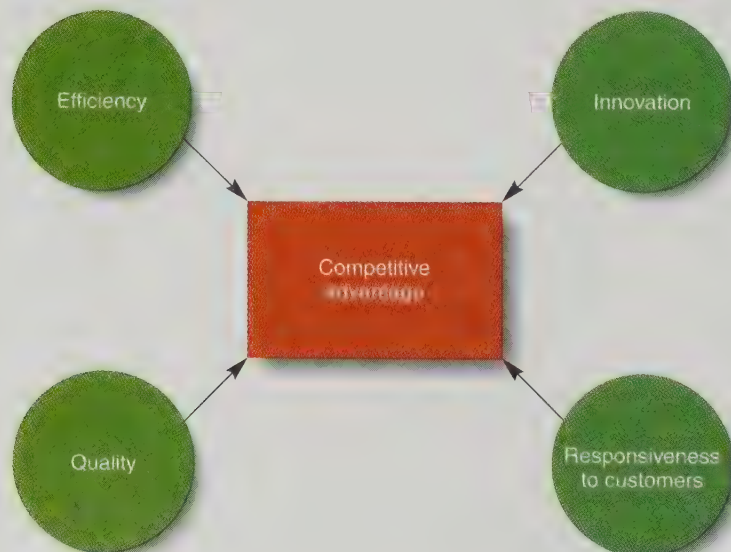 Efficiency
Innovation
Competitive
Quality
Responsiveness
to customers